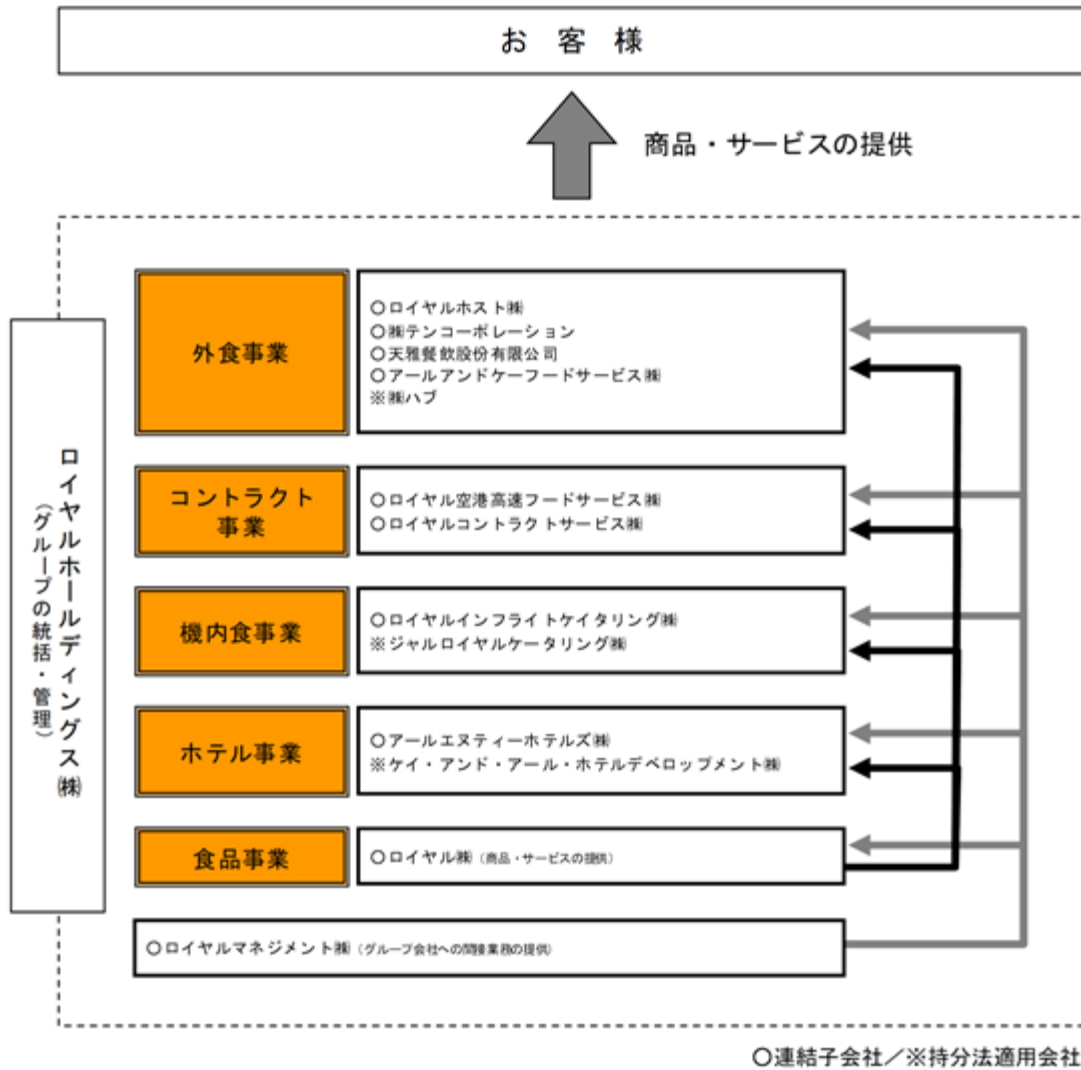 お 客 様
商品・サービスの提供
ロイヤルホールディングス㈱
（グループの統括・管理）
外食事業
○ロイヤルホスト㈱
○㈱テンコーポレーション
○天雅餐飲股份有限公司
○アールアンドケーフードサービス㈱
※㈱ハブ
コントラクト
事業
○ロイヤル空港高速フードサービス㈱
○ロイヤルコントラクトサービス㈱
機内食事業
○ロイヤルインフライトケイタリング㈱
※ジャルロイヤルケータリング㈱
ホテル事業
○アールエヌティーホテルズ㈱
※ケイ・アンド・アール・ホテルデベロップメント㈱
食品事業
○ロイヤル㈱（商品・サービスの提供）
○ロイヤルマネジメント㈱（グループ会社への間接業務の提供）
○連結子会社／※持分法適用会社